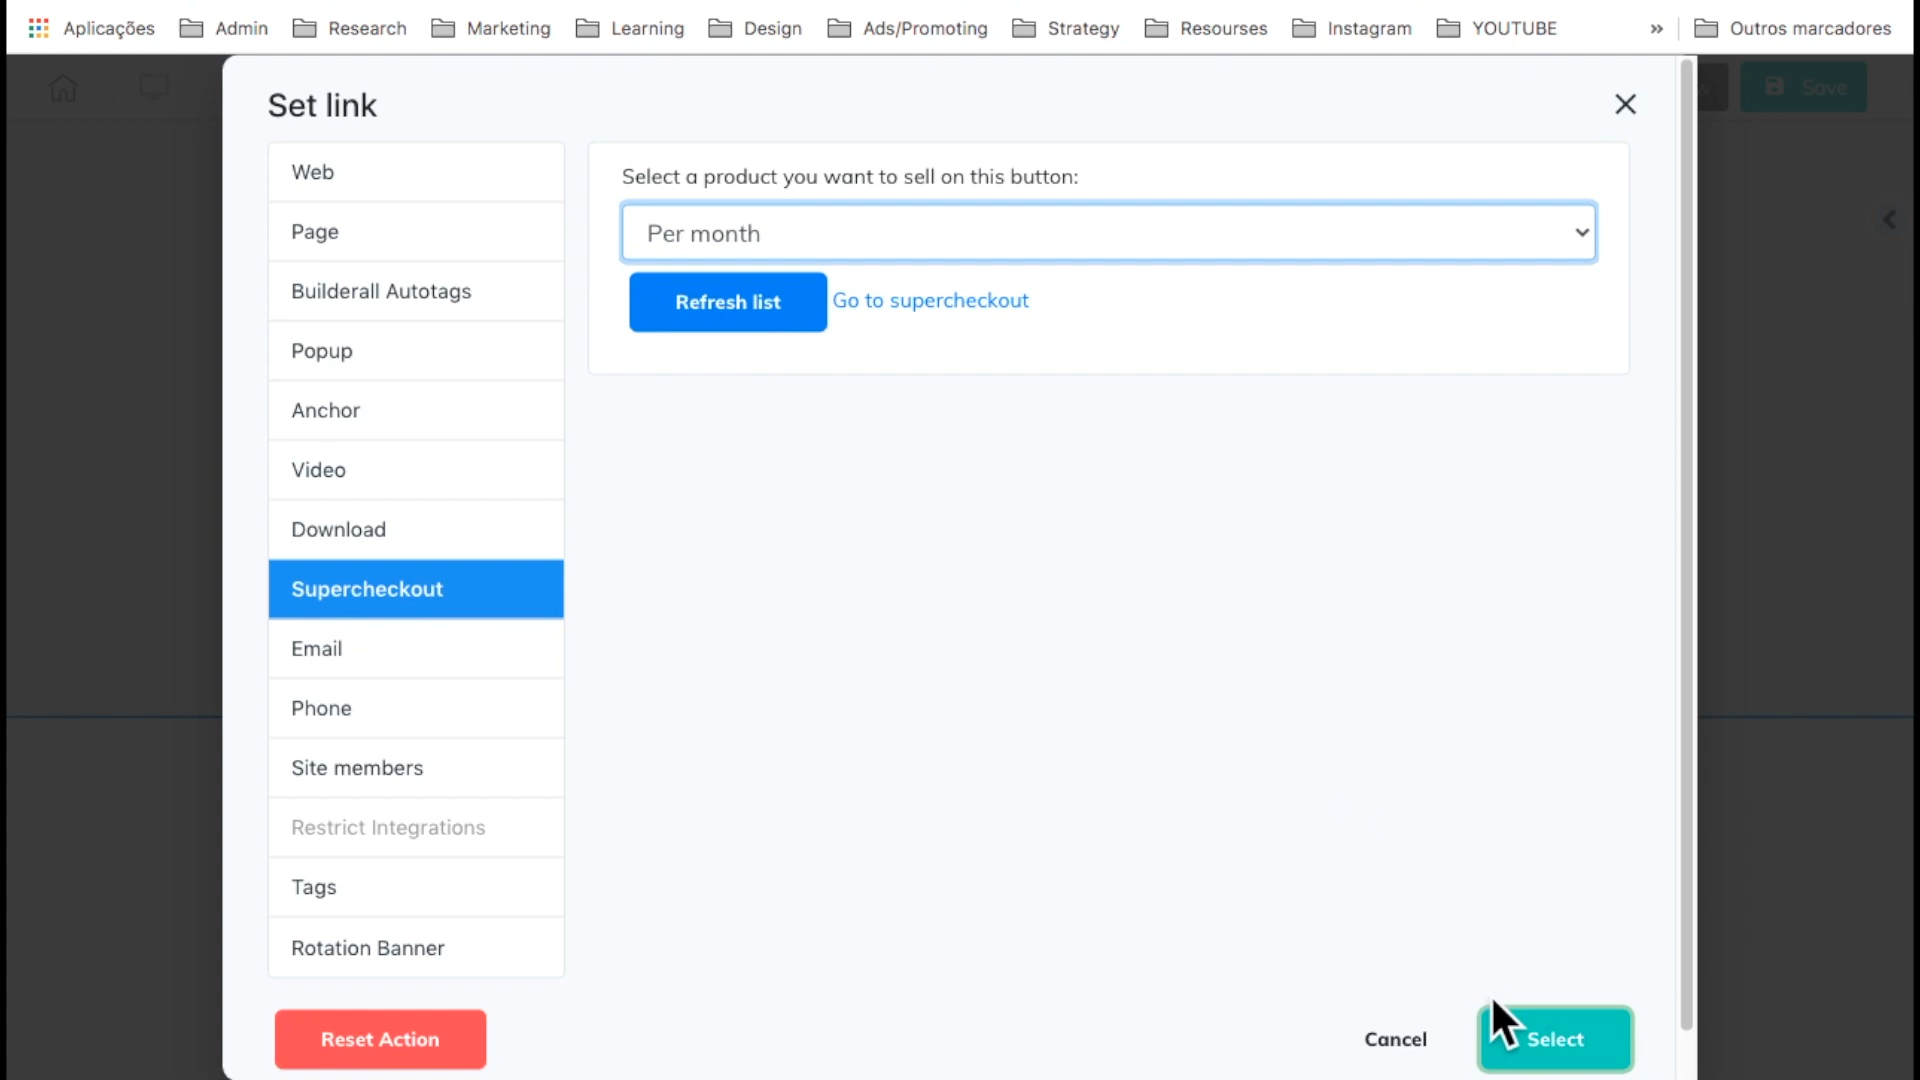 Aplicações Admin Research Marketing Learning Design Ads/Promoting Strategy Resourses Instagram YOUTUBE » Outros marcadores
Save
Set link
Web
Page
Builderall Autotags
Popup
Anchor
Video
Download
Supercheckout
Email
Phone
Site members
Restrict Integrations
Tags
Rotation Banner
Select a product you want to sell on this button:
Per month
Refresh list Go to supercheckout
Reset Action Cancel Select